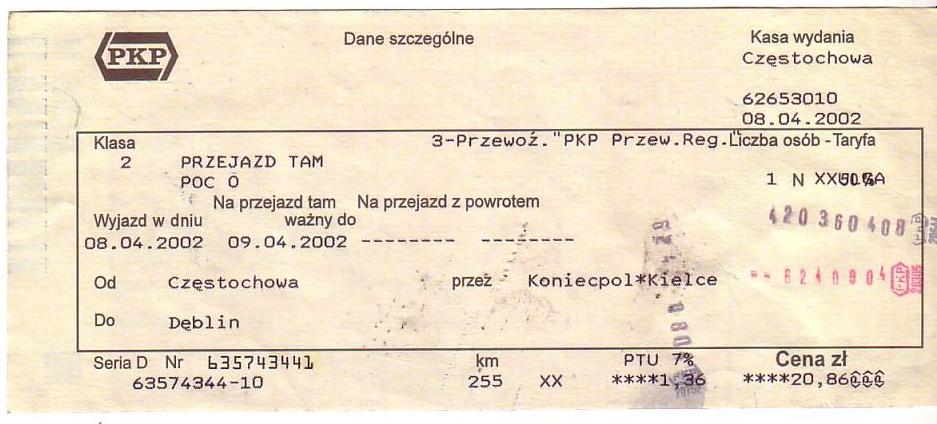 PKP
Dane szczególne
Kasa wydania
Częstochowa
62653010
08.04.2002
Klasa
3-Przewoź."PKP Przew.Reg."Liczba osób - Taryfa
2 PRZEJAZD TAM
POC O
1 N
Na przejazd tam Na przejazd z powrotem
Wyjazd w dniu ważny do
08.04.2002 09.04.2002 -------- --------
420360408
Od Częstochowa przez Koniecpol*Kielce
--6240904 PKP 20305
Do Dęblin
Seria D Nr 635743441 km PTU 7% Cena zł
63574344-10 255 XX ****1,36 ****20,86